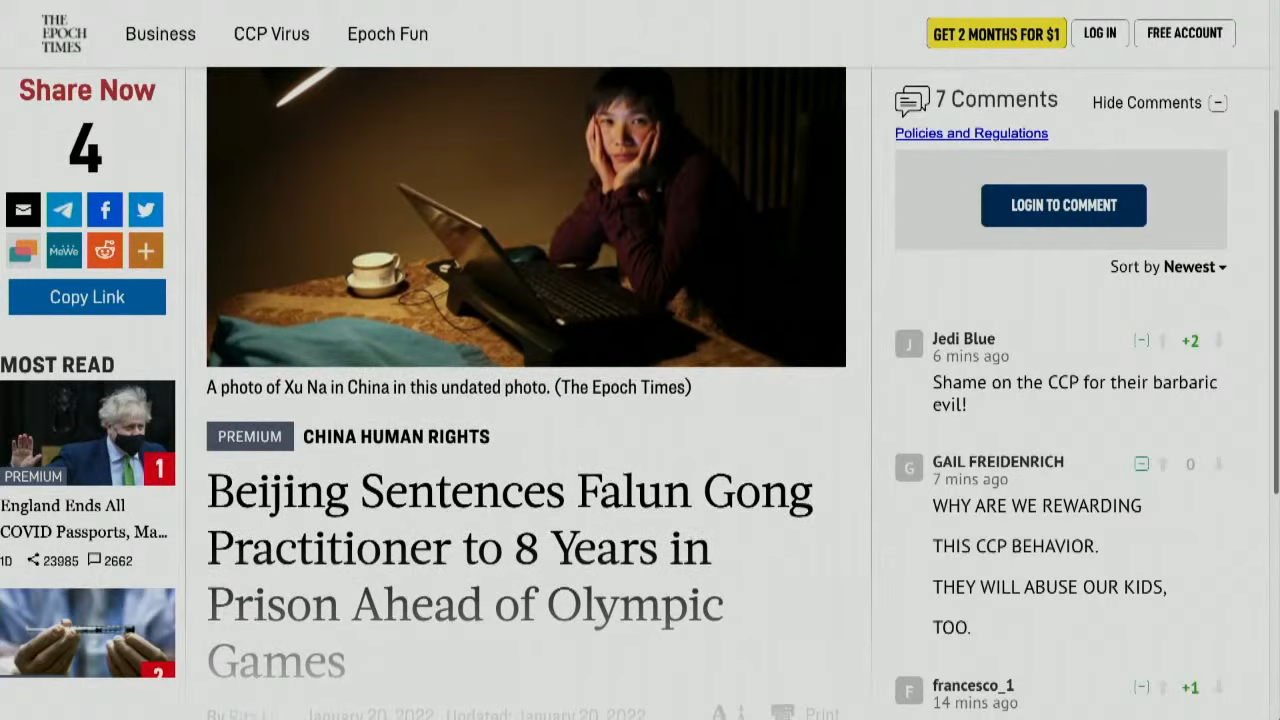 THE
EPOCH
TIMES
Business
CCP Virus
Epoch Fun
GET 2 MONTHS FOR $1
LOG IN
FREE ACCOUNT
Share Now
4
MeWe
Copy Link
MOST READ
PREMIUM
1
England Ends All
COVID Passports, Ma...
1D
23985
2662
2
A photo of Xu Na in China in this undated photo. (The Epoch Times)
PREMIUM
CHINA HUMAN RIGHTS
Beijing Sentences Falun Gong
Practitioner to 8 Years in
Prison Ahead of Olympic
Games
By
January 20, 2022
Updated: January 20, 2022
A
Print
7 Comments
Hide Comments
Policies and Regulations
LOGIN TO COMMENT
Sort by Newest
J
Jedi Blue
+2
6 mins ago
Shame on the CCP for their barbaric
evil!
G
GAIL FREIDENRICH
0
7 mins ago
WHY ARE WE REWARDING
THIS CCP BEHAVIOR.
THEY WILL ABUSE OUR KIDS,
TOO.
F
francesco_1
+1
14 mins ago